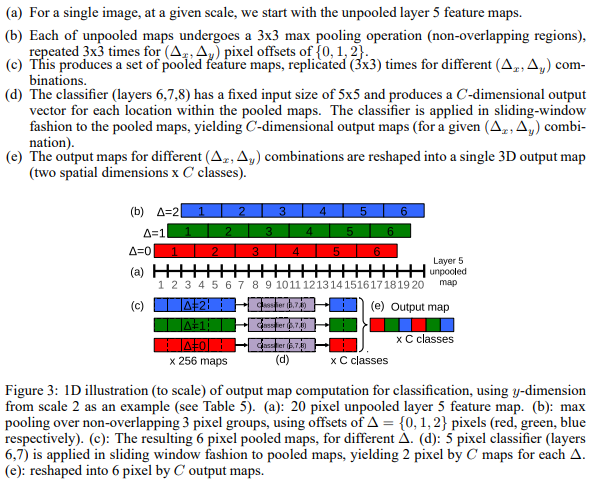 (a) For a single image, at a given scale, we start with the unpooled layer 5 feature maps.
(b) Each of unpooled maps undergoes a 3x3 max pooling operation (non-overlapping regions),
repeated 3x3 times for (Δx, Δy) pixel offsets of {0, 1, 2}.
(c) This produces a set of pooled feature maps, replicated (3x3) times for different (Δx, Δy) com-
binations.
(d) The classifier (layers 6,7,8) has a fixed input size of 5x5 and produces a C-dimensional output
vector for each location within the pooled maps. The classifier is applied in sliding-window
fashion to the pooled maps, yielding C-dimensional output maps (for a given (Δx, Δy) combi-
nation).
(e) The output maps for different (Δx, Δy) combinations are reshaped into a single 3D output map
(two spatial dimensions x C classes).
(b) Δ=2 1 2 3 4 5 6
Δ=1 1 2 3 4 5 6
Δ=0 1 2 3 4 5 6
(a) Layer 5
unpooled
map
1 2 3 4 5 6 7 8 9 10 11 12 13 14 15 16 17 18 19 20
(c) Δ=2 Classifier (6,7,8) (e) Output map
Δ=1 Classifier (6,7,8)
x C classes
Δ=0 Classifier (6,7,8)
x 256 maps (d) x C classes
Figure 3: 1D illustration (to scale) of output map computation for classification, using y-dimension
from scale 2 as an example (see Table 5). (a): 20 pixel unpooled layer 5 feature map. (b): max
pooling over non-overlapping 3 pixel groups, using offsets of Δ = {0, 1, 2} pixels (red, green, blue
respectively). (c): The resulting 6 pixel pooled maps, for different Δ. (d): 5 pixel classifier (layers
6,7) is applied in sliding window fashion to pooled maps, yielding 2 pixel by C maps for each Δ.
(e): reshaped into 6 pixel by C output maps.